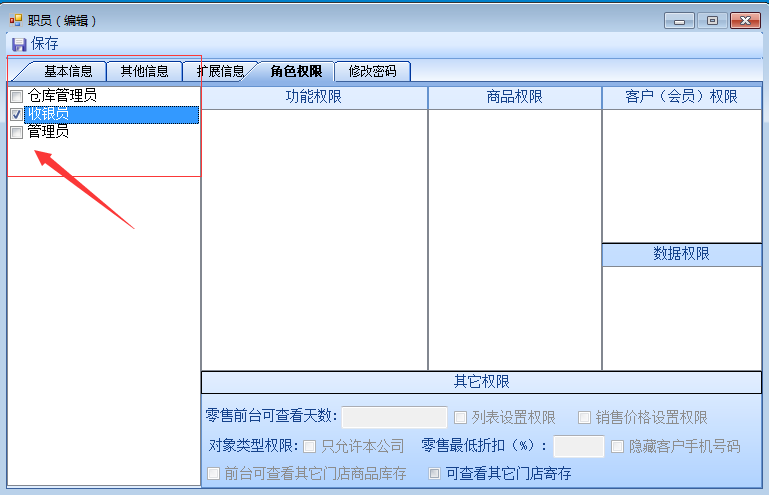 职员（编辑）
保存
基本信息 其他信息 扩展信息 角色权限 修改密码
仓库管理员
收银员
管理员
功能权限 商品权限 客户（会员）权限
数据权限
其它权限
零售前台可查看天数: 列表设置权限 销售价格设置权限
对象类型权限: 只允许本公司 零售最低折扣（%）: 隐藏客户手机号码
前台可查看其它门店商品库存 可查看其它门店寄存